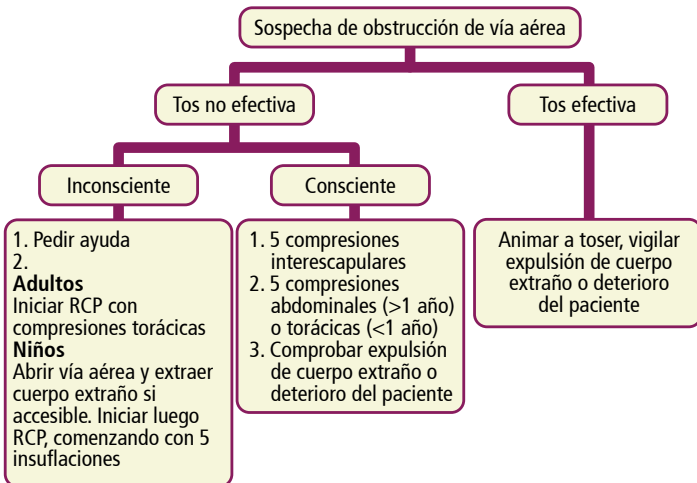 Sospecha de obstrucción de vía aérea
Tos no efectiva
Tos efectiva
Inconsciente
Consciente
1. Pedir ayuda
2.
Adultos
Iniciar RCP con
compresiones torácicas
Niños
Abrir vía aérea y extraer
cuerpo extraño si
accesible. Iniciar luego
RCP, comenzando con 5
insuflaciones
1. 5 compresiones
interescapulares
2. 5 compresiones
abdominales (>1 año)
o torácicas (<1 año)
3. Comprobar expulsión
de cuerpo extraño o
deterioro del paciente
Animar a toser, vigilar
expulsión de cuerpo
extraño o deterioro
del paciente